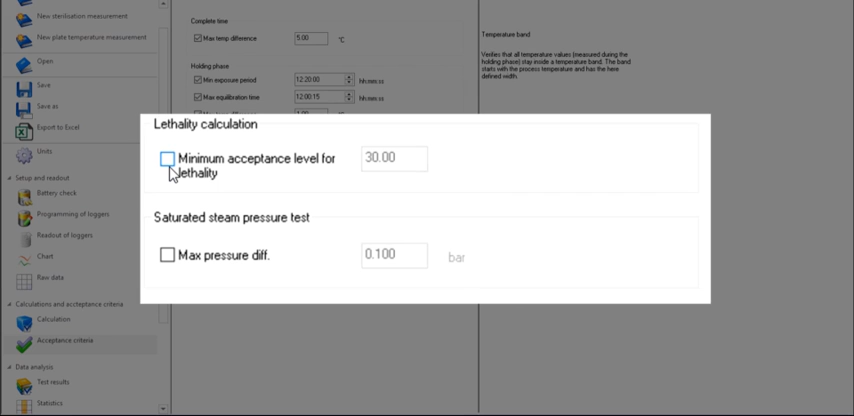 New sterilisation measurement
New plate temperature measurement
Open
Save
Save as
Export to Excel
Units
Setup and readout
Battery check
Programming of loggers
Readout of loggers
Chart
Raw data
Calculations and accteptance criteria
Calculation
Acceptance criteria
Data analysis
Test results
Statistics
Complete time
Max temp difference 5.00 °C
Holding phase
Min exposure period 12:20:00 hh:mm:ss
Max equilibration time 12:00:15 hh:mm:ss
Lethality calculation
Minimum acceptance level for 30.00
lethality
Saturated steam pressure test
Max pressure diff. 0.100 bar
Temperature band
Verifies that all temperature values (measured during the
holding phase) stay inside a temperature band. The band
starts with the process temperature and has the here
defined width.